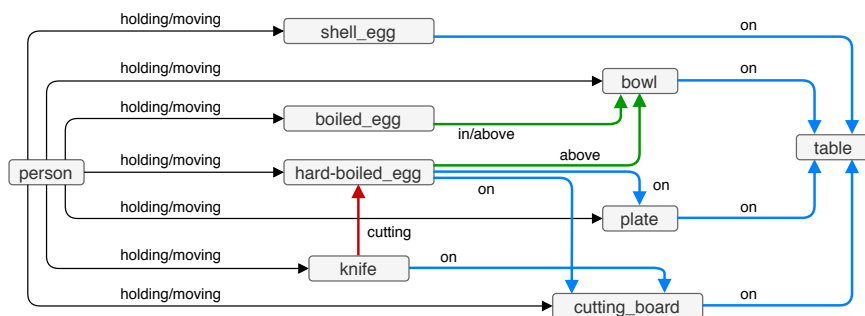 holding/moving
shell_egg
on
holding/moving
bowl
on
holding/moving
boiled_egg
in/above
table
above
holding/moving
person
hard-boiled_egg
on
on
holding/moving
plate
on
cutting
holding/moving
knife
on
holding/moving
cutting_board
on